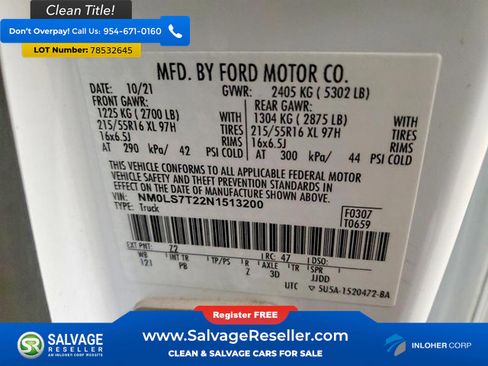 Clean Title!
Don't Overpay! Call Us: 954-671-0160
Lot Number: 78532645
MFD. BY FORD MOTOR CO.
DATE: 10/21 GVWR: 2405 KG ( 5302 LB)
FRONT GAWR: REAR GAWR:
1225 KG ( 2700 LB) WITH 1304 KG ( 2875 LB) WITH
215/55R16 XL 97H TIRES 215/55R16 XL 97H TIRES
16x6.5J RIMS 16x6.5J RIMS
AT 290 kPa/ 42 PSI COLD AT 300 kPa/ 44 PSI COLD
THIS VEHICLE CONFORMS TO ALL APPLICABLE FEDERAL MOTOR
VEHICLE SAFETY AND THEFT PREVENTION STANDARDS IN EFFECT
ON THE DATE OF MANUFACTURE SHOWN ABOVE.
VIN: NM0LS7T22N1513200
TYPE: Truck
F0307
T0659
EXT PNT: 72 RC: 47 DSO:
WB INT TR TP/PS R AXLE TR SPR
121 PB Z 3D JJDD
UTC 5U5A-1520472-BA
Register FREE
SALVAGE RESELLER
AN INLOHER CORP WEBSITE
www.SalvageReseller.com
CLEAN & SALVAGE CARS FOR SALE
INLOHER CORP